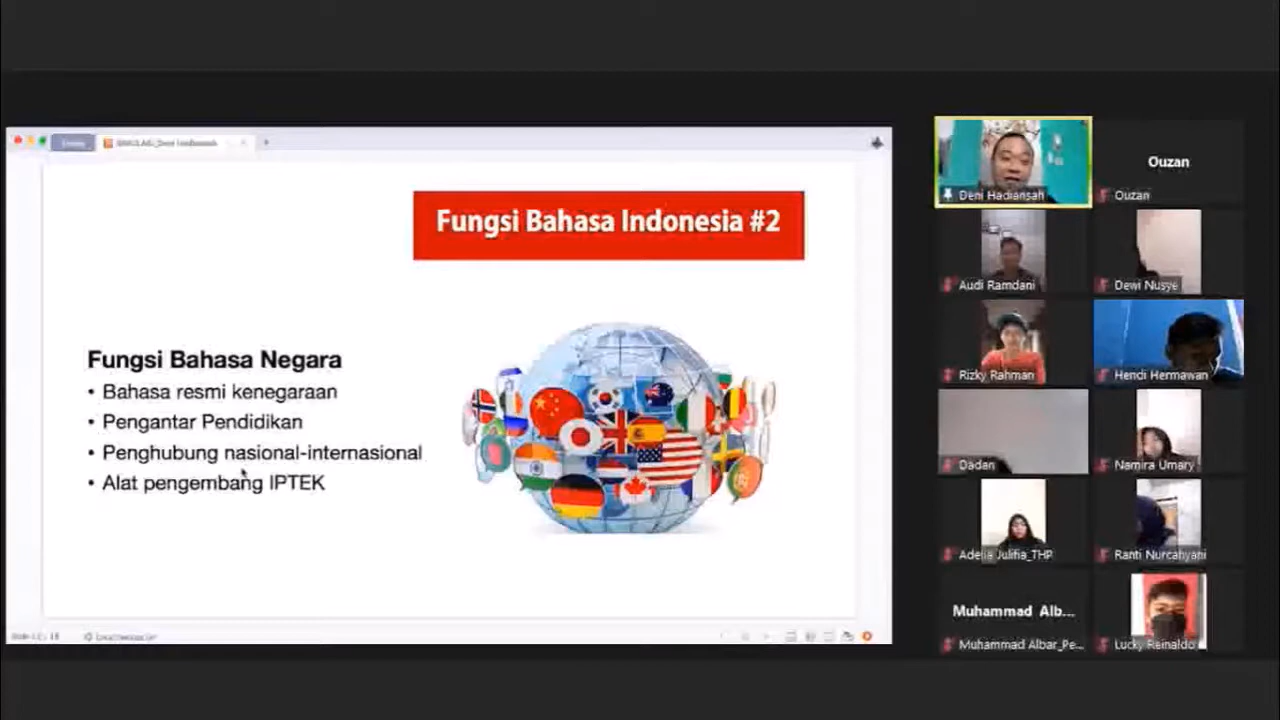 Fungsi Bahasa Indonesia #2
Fungsi Bahasa Negara
• Bahasa resmi kenegaraan
• Pengantar Pendidikan
• Penghubung nasional-internasional
• Alat pengembang IPTEK
Deni Hadiansah
Ouzan
Ouzan
Audi Ramdani
Dewi Nusye
Rizky Rahman
Hendi Hermawan
Dadan
Namira Umary
Adelia Julifia_THP
Ranti Nurcahyani
Muhammad Alb...
Muhammad Albar_Pe...
Lucky Reinaldo